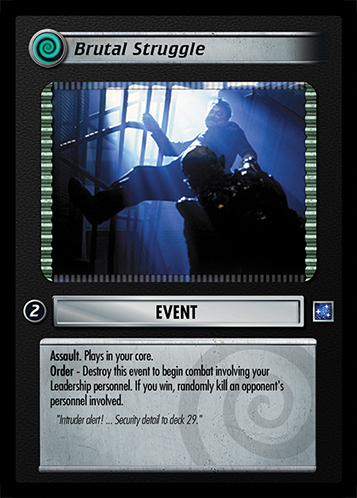 Brutal Struggle
2
EVENT
Assault. Plays in your core.
Order - Destroy this event to begin combat involving your
Leadership personnel. If you win, randomly kill an opponent's
personnel involved.
"Intruder alert! ... Security detail to deck 29."